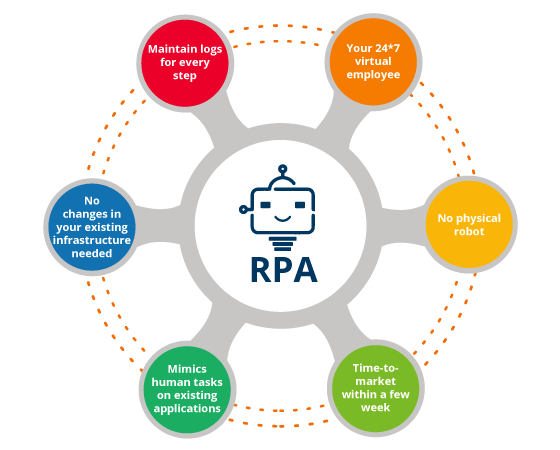 Maintain logs
for every
step
Your 24*7
virtual
employee
No
changes in
your existing
infrastructure
needed
RPA
No physical
robot
Mimics
human tasks
on existing
applications
Time-to-
market
within a few
week